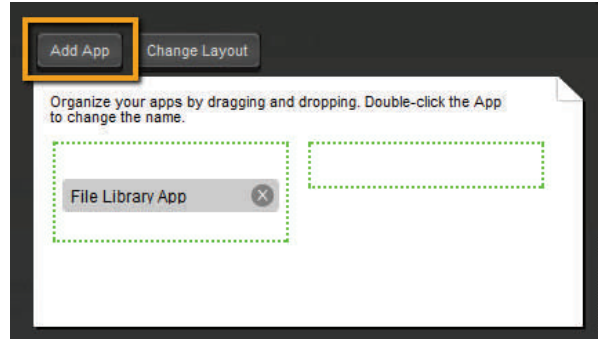 Add App Change Layout
Organize your apps by dragging and dropping. Double-click the App
to change the name.
File Library App